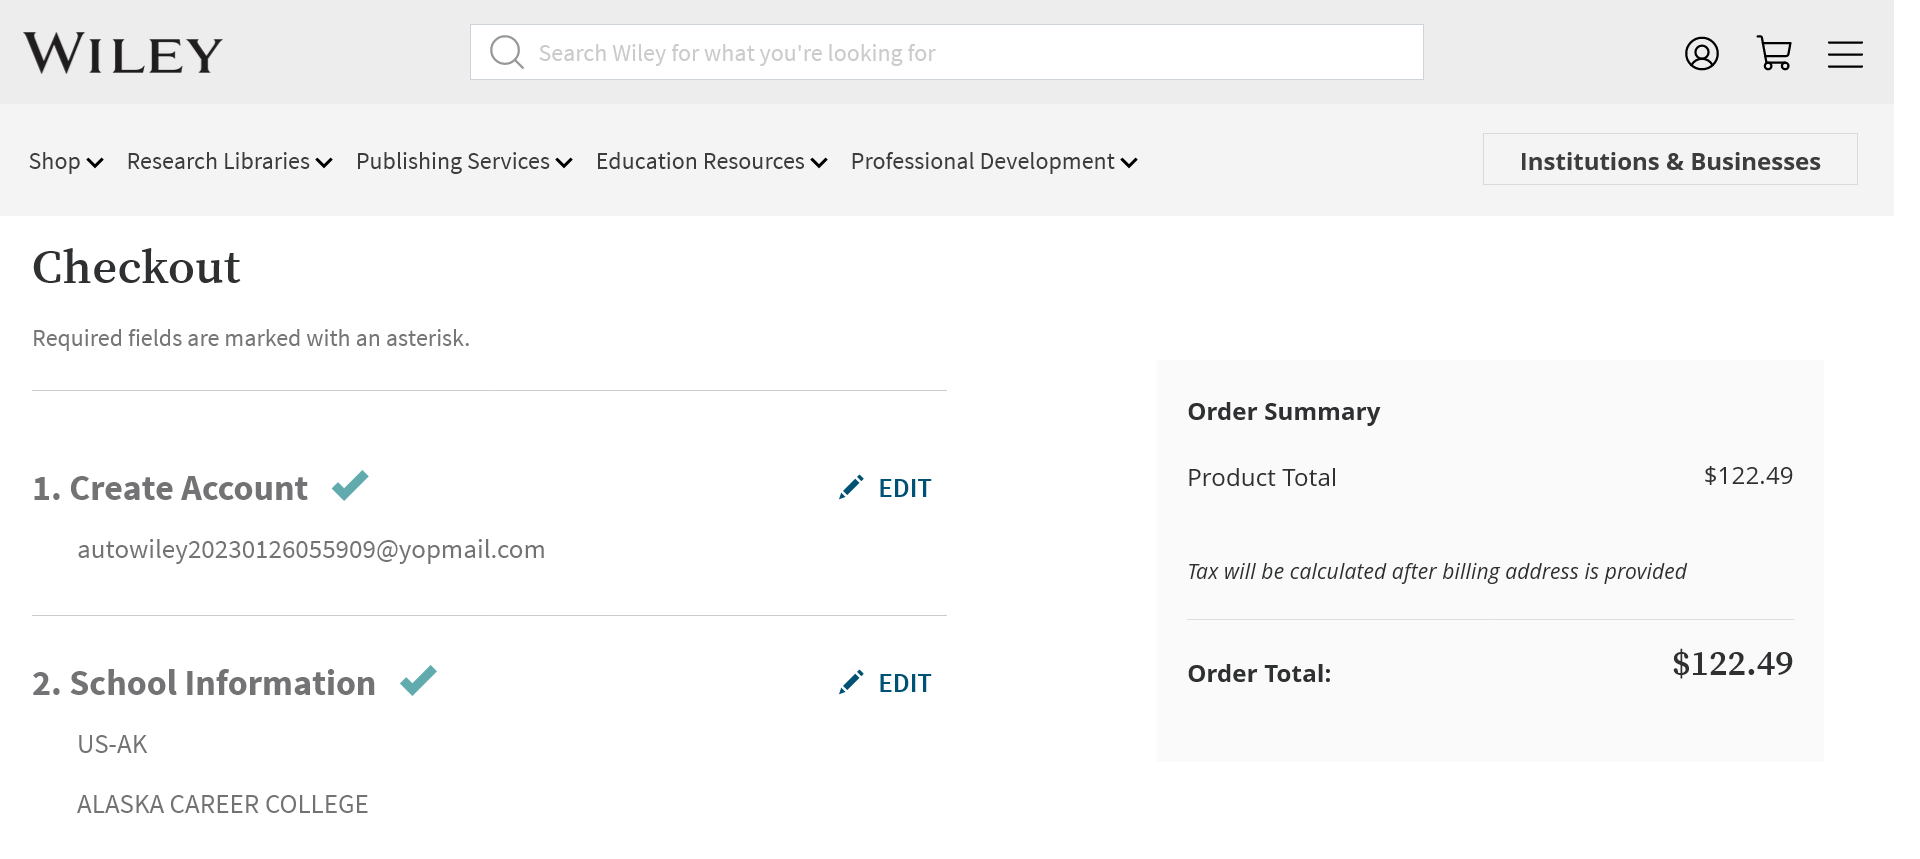 WILEY
Search Wiley for what you're looking for
Shop Research Libraries Publishing Services Education Resources Professional Development Institutions & Businesses
Checkout
Required fields are marked with an asterisk.
1. Create Account EDIT
autowiley20230126055909@yopmail.com
2. School Information EDIT
US-AK
ALASKA CAREER COLLEGE
Order Summary
Product Total $122.49
Tax will be calculated after billing address is provided
Order Total: $122.49